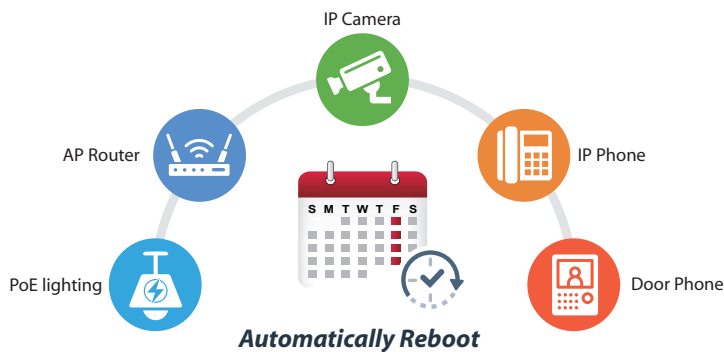 IP Camera
AP Router
IP Phone
S M T W T F S
PoE lighting
Door Phone
Automatically Reboot